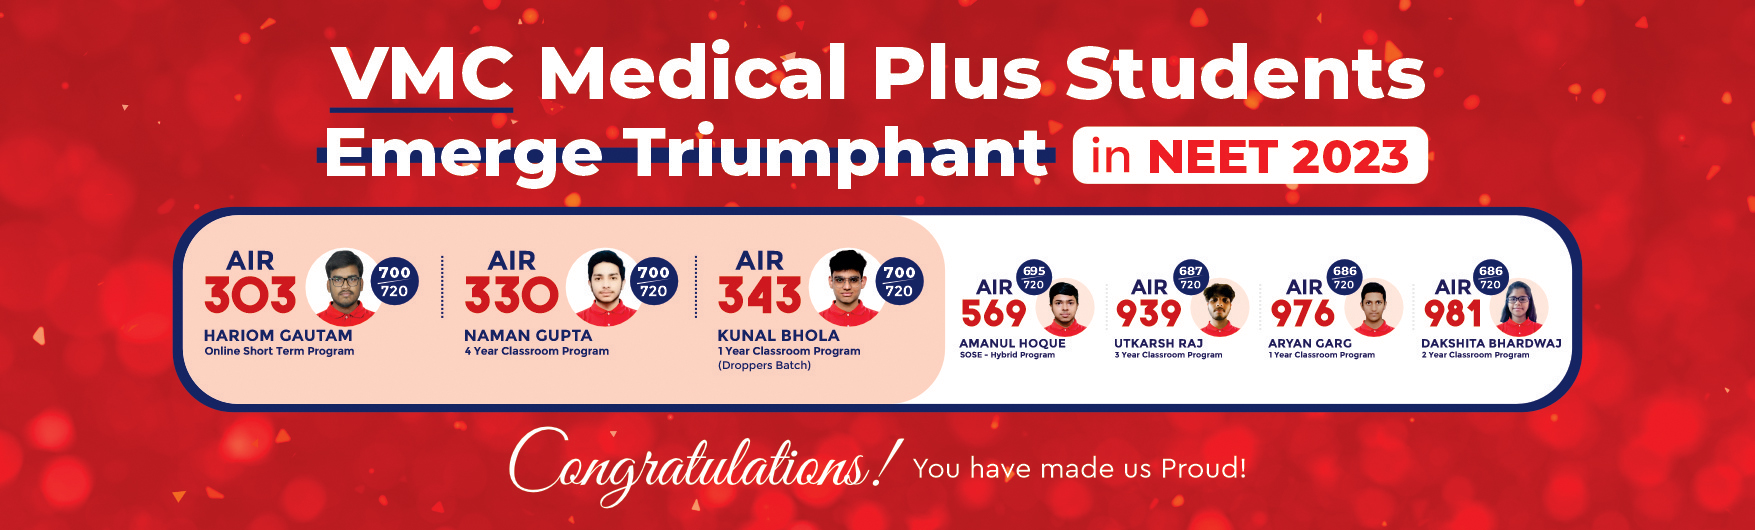 VMC Medical Plus Students
Emerge Triumphant in NEET 2023
AIR
303
700
720
HARIOM GAUTAM
Online Short Term Program
AIR
330
700
720
NAMAN GUPTA
4 Year Classroom Program
AIR
343
700
720
KUNAL BHOLA
1 Year Classroom Program
(Droppers Batch)
AIR
569
695
720
AMANUL HOQUE
SOSE - Hybrid Program
AIR
939
687
720
UTKARSH RAJ
3 Year Classroom Program
AIR
976
686
720
ARYAN GARG
1 Year Classroom Program
AIR
981
686
720
DAKSHITA BHARDWAJ
2 Year Classroom Program
Congratulations! You have made us Proud!